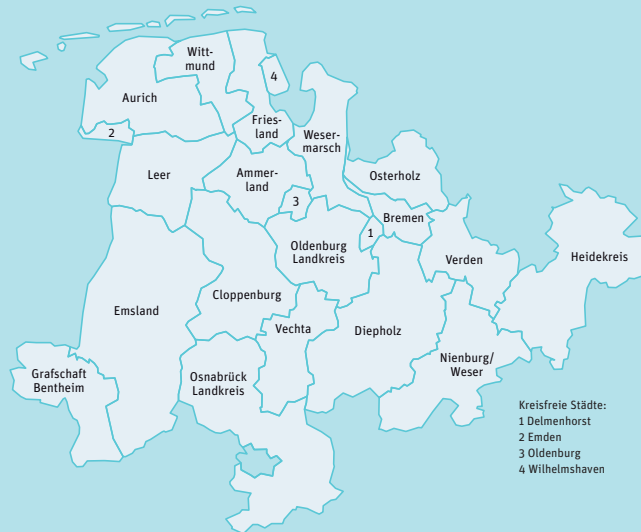 Witt-
mund
4
Aurich
2
Fries-
land
Weser-
marsch
Leer
Ammer-
land
Osterholz
3
Bremen
1
Oldenburg
Landkreis
Verden
Heidekreis
Cloppenburg
Emsland
Vechta
Diepholz
Nienburg/
Weser
Grafschaft
Bentheim
Osnabrück
Landkreis
Kreisfreie Städte:
1 Delmenhorst
2 Emden
3 Oldenburg
4 Wilhelmshaven